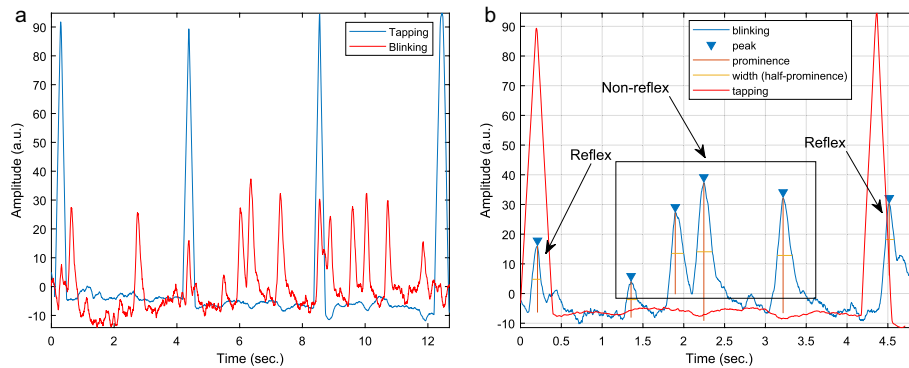 a
Tapping
Blinking
90
80
70
60
50
40
30
20
10
0
-10
Amplitude (a.u.)
0
2
4
6
8
10
12
Time (sec.)
b
blinking
peak
prominence
width (half-prominence)
tapping
Non-reflex
Reflex
Reflex
90
80
70
60
50
40
30
20
10
0
-10
Amplitude (a.u.)
0
0.5
1
1.5
2
2.5
3
3.5
4
4.5
Time (sec.)